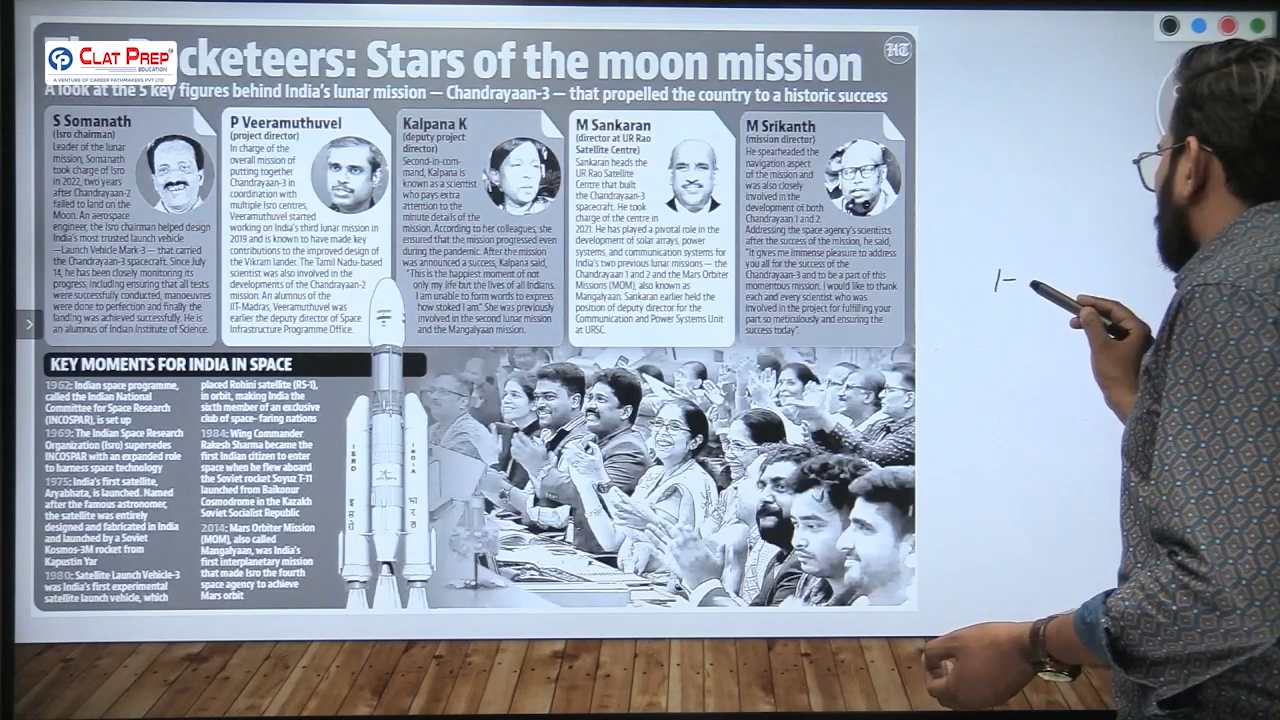 CLAT PREP
EDUCATION
A VENTURE OF CAREER PATHMAKERS PVT LTD
cketeers: Stars of the moon mission
HT
A look at the 5 key figures behind India's lunar mission — Chandrayaan-3 — that propelled the country to a historic success
S Somanath
(Isro chairman)
Leader of the lunar
mission, Somanath
took charge of Isro
in 2022, two years
after Chandrayaan-2
failed to land on the
Moon. An aerospace
engineer, the Isro chairman helped design
India's most trusted launch vehicle
—Launch Vehicle Mark-3 — that carried
the Chandrayaan-3 spacecraft. Since July
14, he has been closely monitoring its
progress, including ensuring that all tests
were successfully conducted, manoeuvres
were done to perfection and finally the
landing was achieved successfully. He is
an alumnus of Indian Institute of Science.
P Veeramuthuvel
(project director)
In charge of the
overall mission of
putting together
Chandrayaan-3 in
coordination with
multiple Isro centres,
Veeramuthuvel started
working on India's third lunar mission in
2019 and is known to have made key
contributions to the improved design of
the Vikram lander. The Tamil Nadu-based
scientist was also involved in the
developments of the Chandrayaan-2
mission. An alumnus of the
IIT-Madras, Veeramuthuvel was
earlier the deputy director of Space
Infrastructure Programme Office.
Kalpana K
(deputy project
director)
Second-in-com-
mand, Kalpana is
known as a scientist
who pays extra
attention to the
minute details of the
mission. According to her colleagues, she
ensured that the mission progressed even
during the pandemic. After the mission
was announced a success, Kalpana said,
"This is the happiest moment of not
only my life but the lives of all Indians.
I am unable to form words to express
how stoked I am." She was previously
involved in the second lunar mission
and the Mangalyaan mission.
M Sankaran
(director at UR Rao
Satellite Centre)
Sankaran heads the
UR Rao Satellite
Centre that built
the Chandrayaan-3
spacecraft. He took
charge of the centre in
2021. He has played a pivotal role in the
development of solar arrays, power
systems, and communication systems for
India's two previous lunar missions — the
Chandrayaan 1 and 2 and the Mars Orbiter
Missions (MOM), also known as
Mangalyaan. Sankaran earlier held the
position of deputy director for the
Communication and Power Systems Unit
at URSC.
M Srikanth
(mission director)
He spearheaded the
navigation aspect
of the mission and
was also closely
involved in the
development of both
Chandryaan 1 and 2.
Addressing the space agency's scientists
after the success of the mission, he said,
"It gives me immense pleasure to address
you all for the success of the
Chandrayaan-3 and to be a part of this
momentous mission. I would like to thank
each and every scientist who was
involved in the project for fulfilling your
part so meticulously and ensuring the
success today".
KEY MOMENTS FOR INDIA IN SPACE
1962: Indian space programme,
called the Indian National
Committee for Space Research
(INCOSPAR), is set up
1969: The Indian Space Research
Organization (Isro) supersedes
INCOSPAR with an expanded role
to harness space technology
1975: India's first satellite,
Aryabhata, is launched. Named
after the famous astronomer,
the satellite was entirely
designed and fabricated in India
and launched by a Soviet
Kosmos-3M rocket from
Kapustin Yar
1980: Satellite Launch Vehicle-3
was India's first experimental
satellite launch vehicle, which
placed Rohini satellite (RS-1),
in orbit, making India the
sixth member of an exclusive
club of space- faring nations
1984: Wing Commander
Rakesh Sharma became the
first Indian citizen to enter
space when he flew aboard
the Soviet rocket Soyuz T-11
launched from Baikonur
Cosmodrome in the Kazakh
Soviet Socialist Republic
2014: Mars Orbiter Mission
(MOM), also called
Mangalyaan, was India's
first interplanetary mission
that made Isro the fourth
space agency to achieve
Mars orbit
ISRO
इसरो
INDIA
भारत